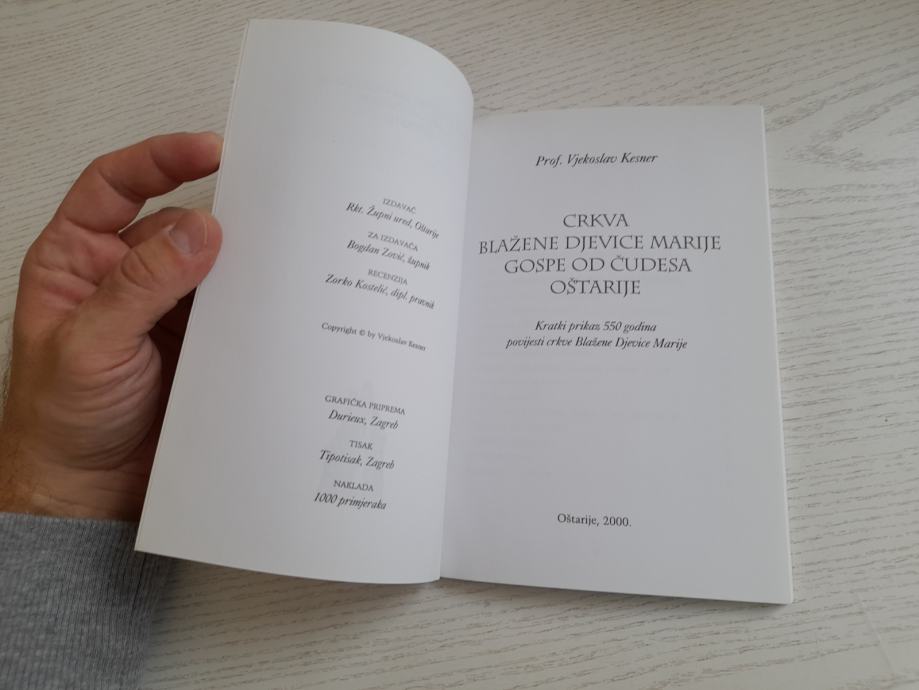 IZDAVAČ
Rkt. Župni ured, Oštarije
ZA IZDAVAČA
Bogdan Zović, župnik
RECENZIJA
Zorko Kostelić, dipl. pravnik
Copyright © by Vjekoslav Kesner
GRAFIČKA PRIPREMA
Durieux, Zagreb
TISAK
Tipotisak, Zagreb
NAKLADA
1000 primjeraka
Prof. Vjekoslav Kesner
CRKVA
BLAŽENE DJEVICE MARIJE
GOSPE OD ČUDESA
OŠTARIJE
Kratki prikaz 550 godina
povijesti crkve Blažene Djevice Marije
Oštarije, 2000.